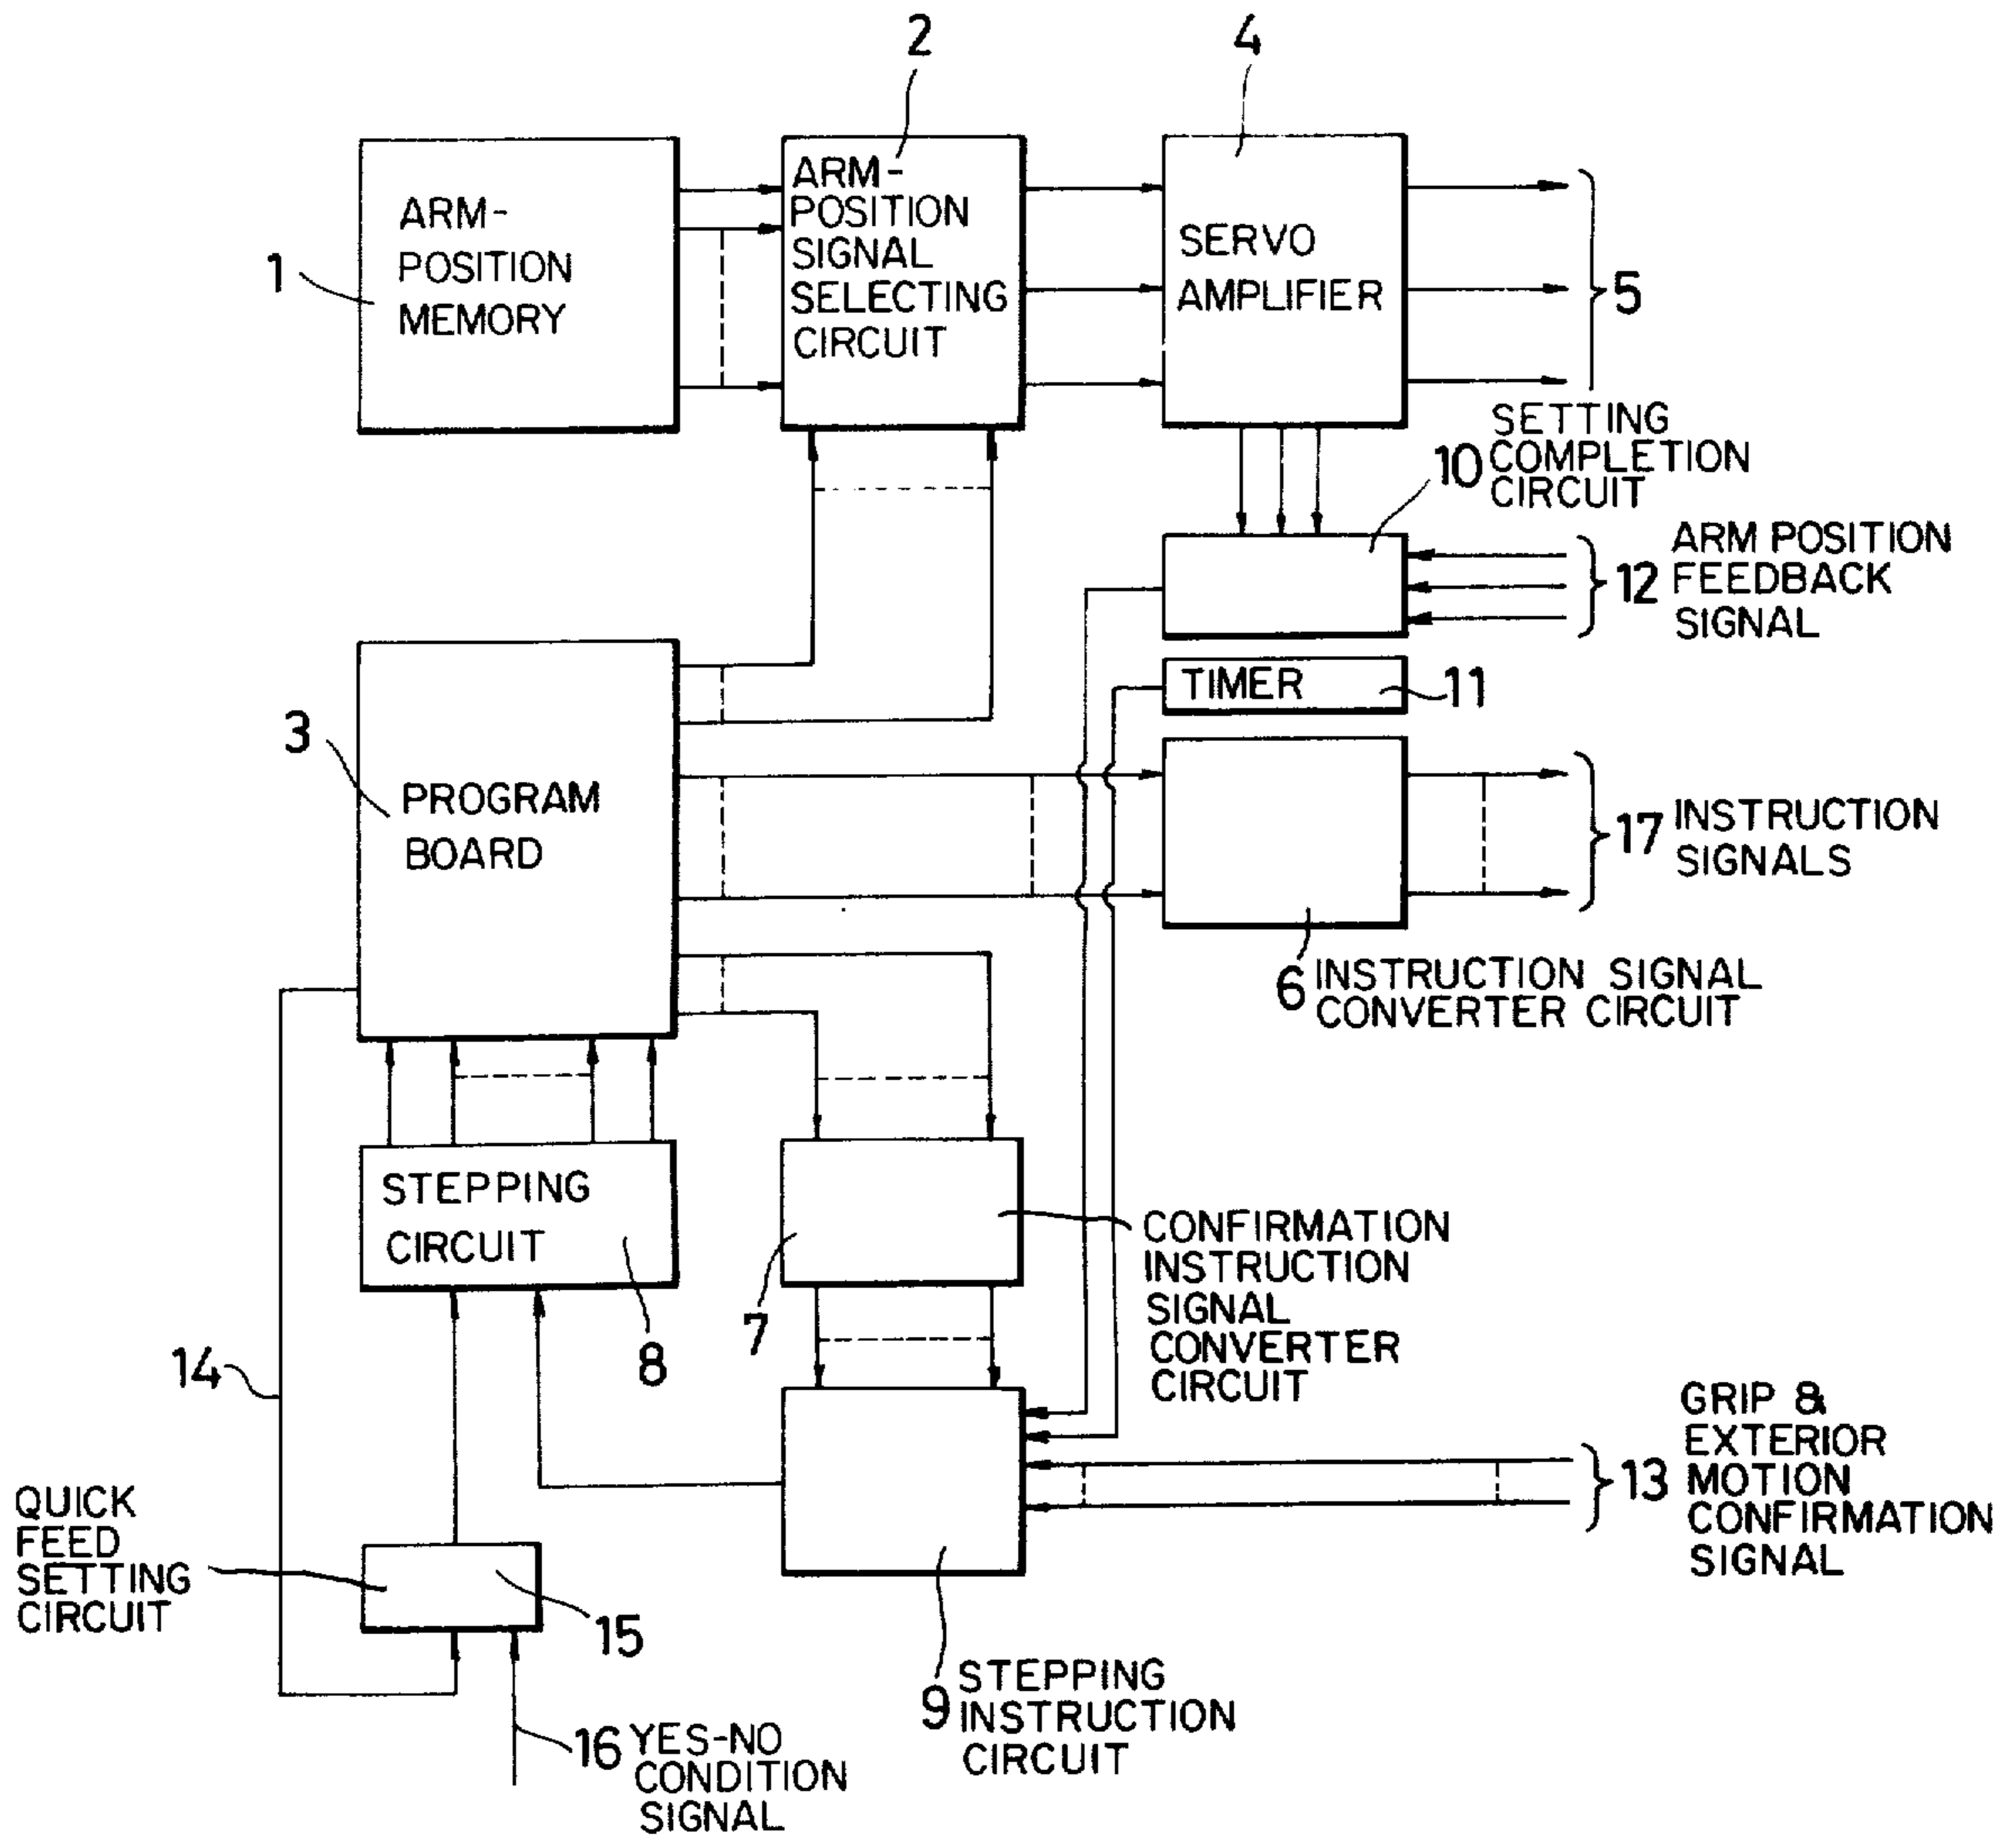 2
4
ARM-
POSITION
MEMORY
1
ARM-
POSITION
SIGNAL
SELECTING
CIRCUIT
SERVO
AMPLIFIER
5
10 SETTING
COMPLETION
CIRCUIT
12 ARM POSITION
FEEDBACK
SIGNAL
TIMER
11
3
PROGRAM
BOARD
17 INSTRUCTION
SIGNALS
6 INSTRUCTION SIGNAL
CONVERTER CIRCUIT
STEPPING
CIRCUIT
8
7
CONFIRMATION
INSTRUCTION
SIGNAL
CONVERTER
CIRCUIT
14
13
GRIP &
EXTERIOR
MOTION
CONFIRMATION
SIGNAL
QUICK
FEED
SETTING
CIRCUIT
15
9 STEPPING
INSTRUCTION
CIRCUIT
16 YES-NO
CONDITION
SIGNAL